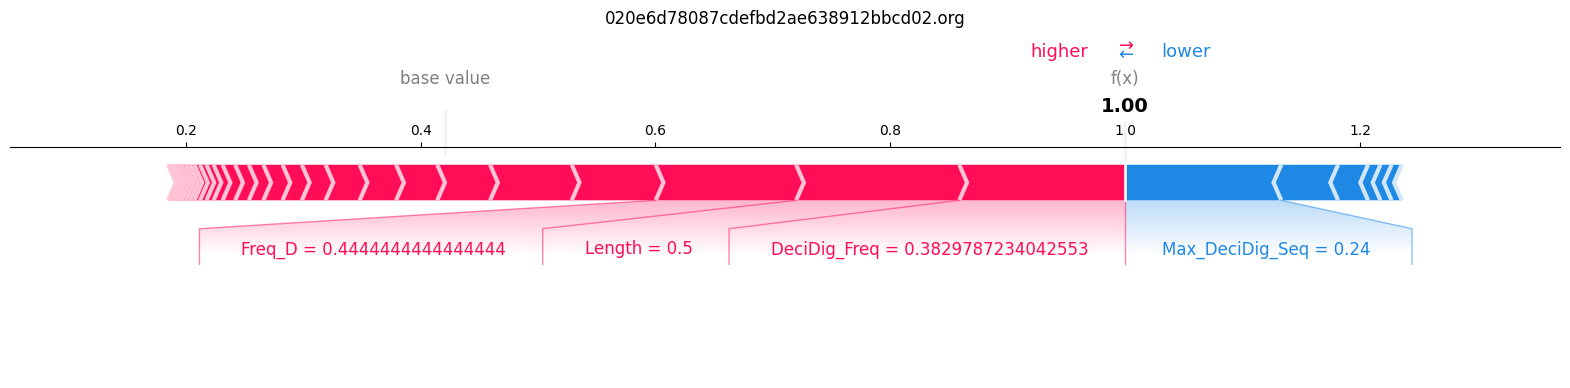 020e6d78087cdefbd2ae638912bbcd02.org
higher → ← lower
base value f(x)
1.00
0.2 0.4 0.6 0.8 1.0 1.2
Freq_D = 0.4444444444444444 Length = 0.5 DeciDig_Freq = 0.3829787234042553 Max_DeciDig_Seq = 0.24